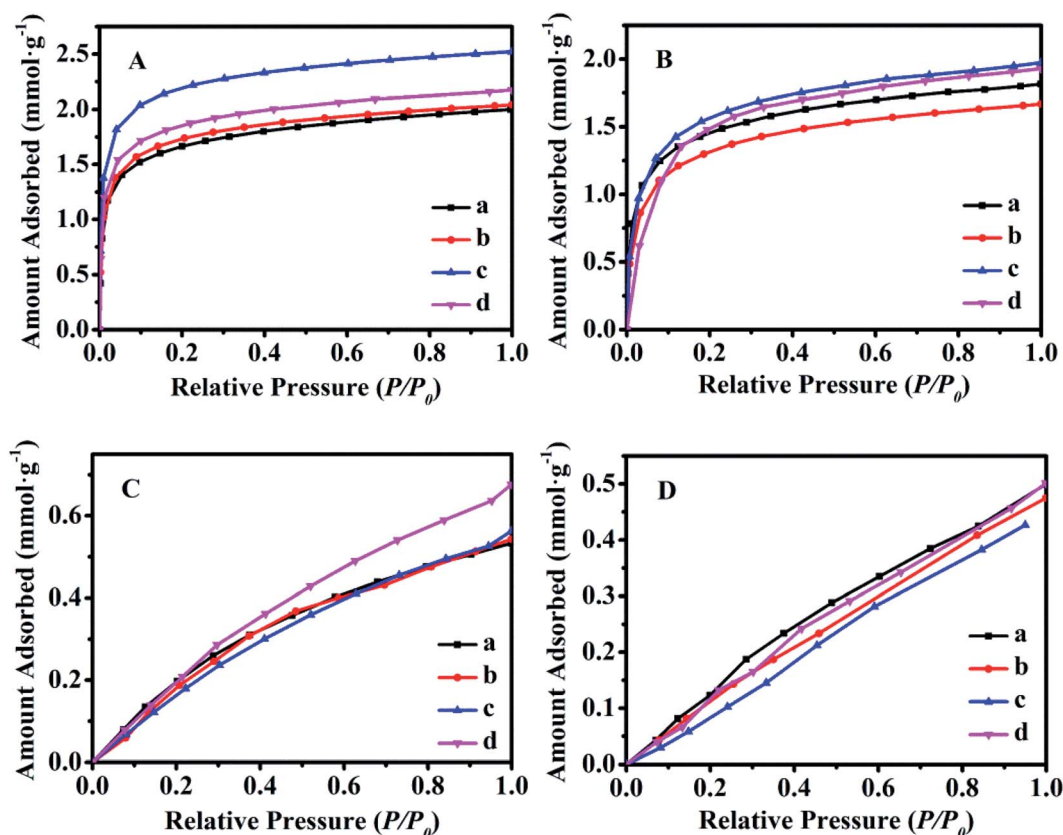 Amount Adsorbed (mmol·g⁻¹)
2.5
2.0
1.5
1.0
0.5
0.0
A
a
b
c
d
0.0 0.2 0.4 0.6 0.8 1.0
Relative Pressure (P/P₀)
Amount Adsorbed (mmol·g⁻¹)
2.0
1.5
1.0
0.5
0.0
B
a
b
c
d
0.0 0.2 0.4 0.6 0.8 1.0
Relative Pressure (P/P₀)
Amount Adsorbed (mmol·g⁻¹)
0.6
0.4
0.2
0.0
C
a
b
c
d
0.0 0.2 0.4 0.6 0.8 1.0
Relative Pressure (P/P₀)
Amount Adsorbed (mmol·g⁻¹)
0.5
0.4
0.3
0.2
0.1
0.0
D
a
b
c
d
0.0 0.2 0.4 0.6 0.8 1.0
Relative Pressure (P/P₀)